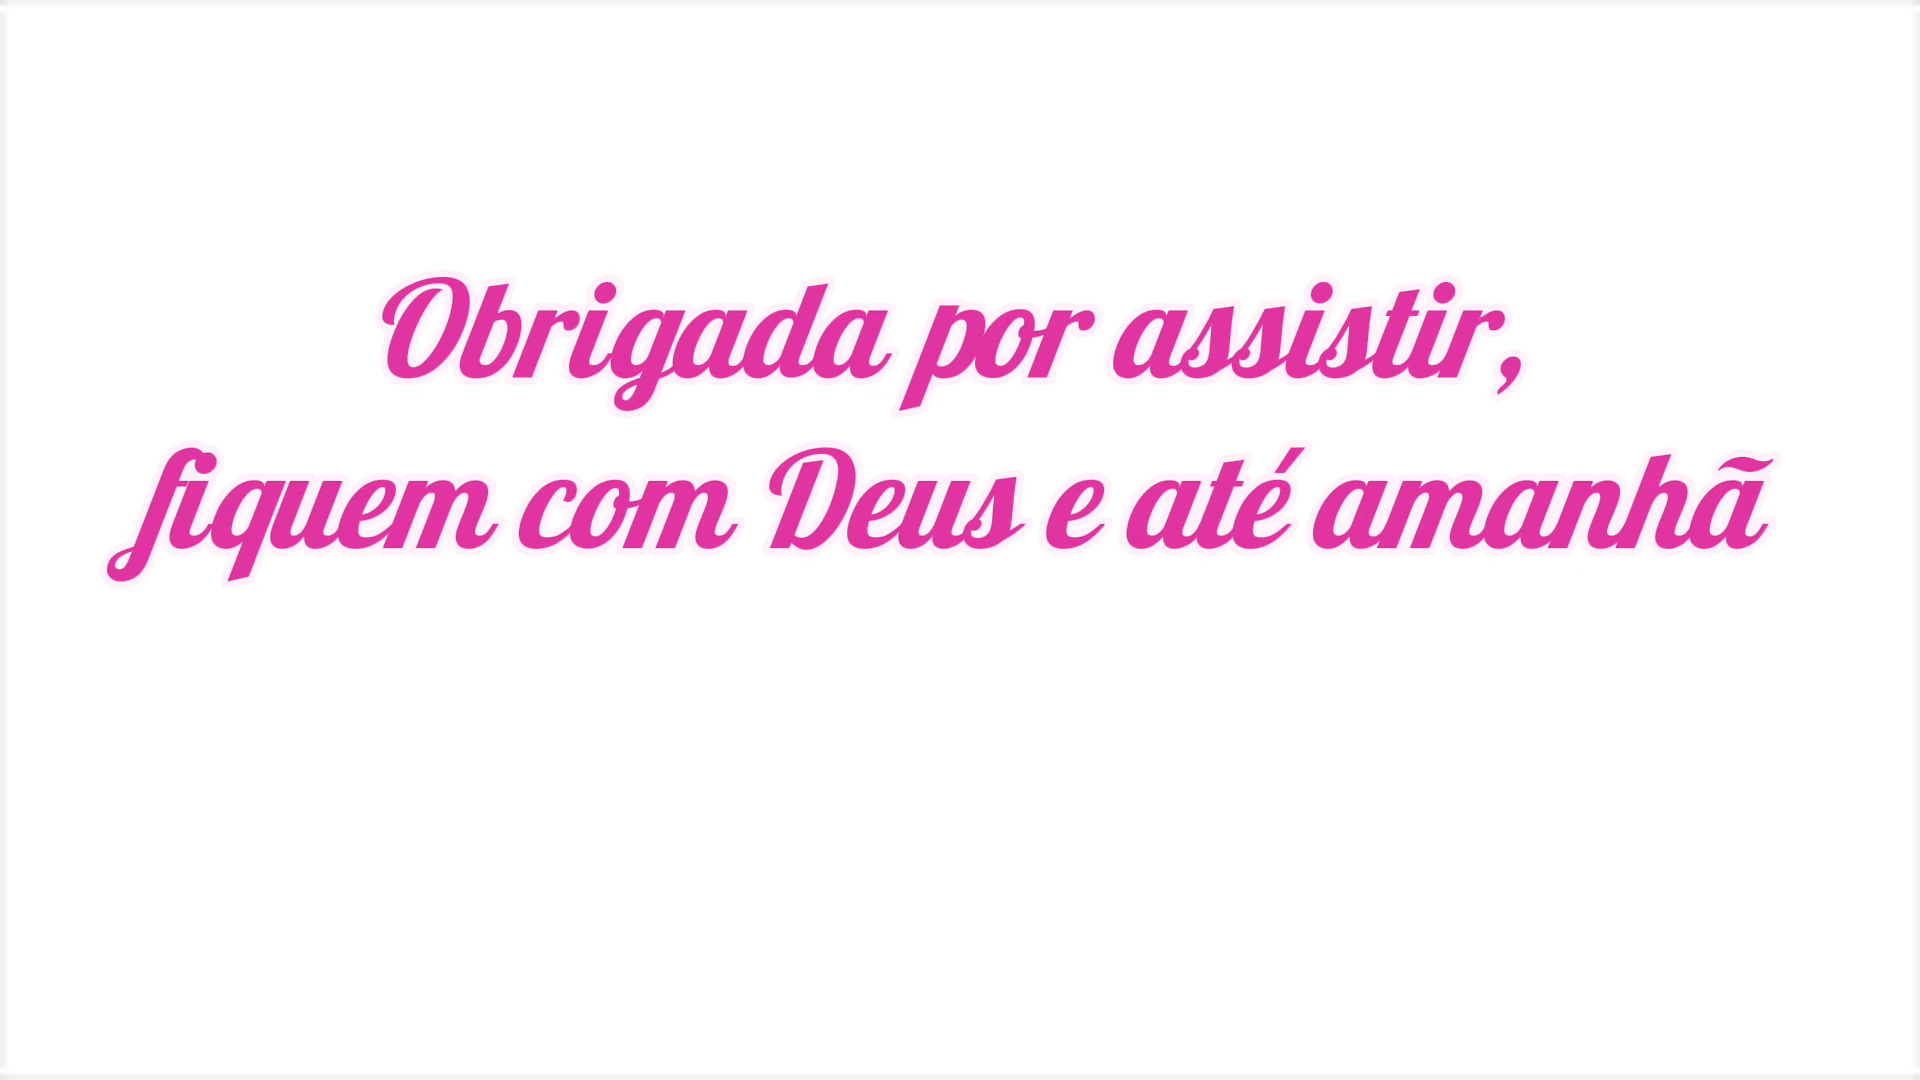 Obrigada por assistir,
fiquem com Deus e até amanhã